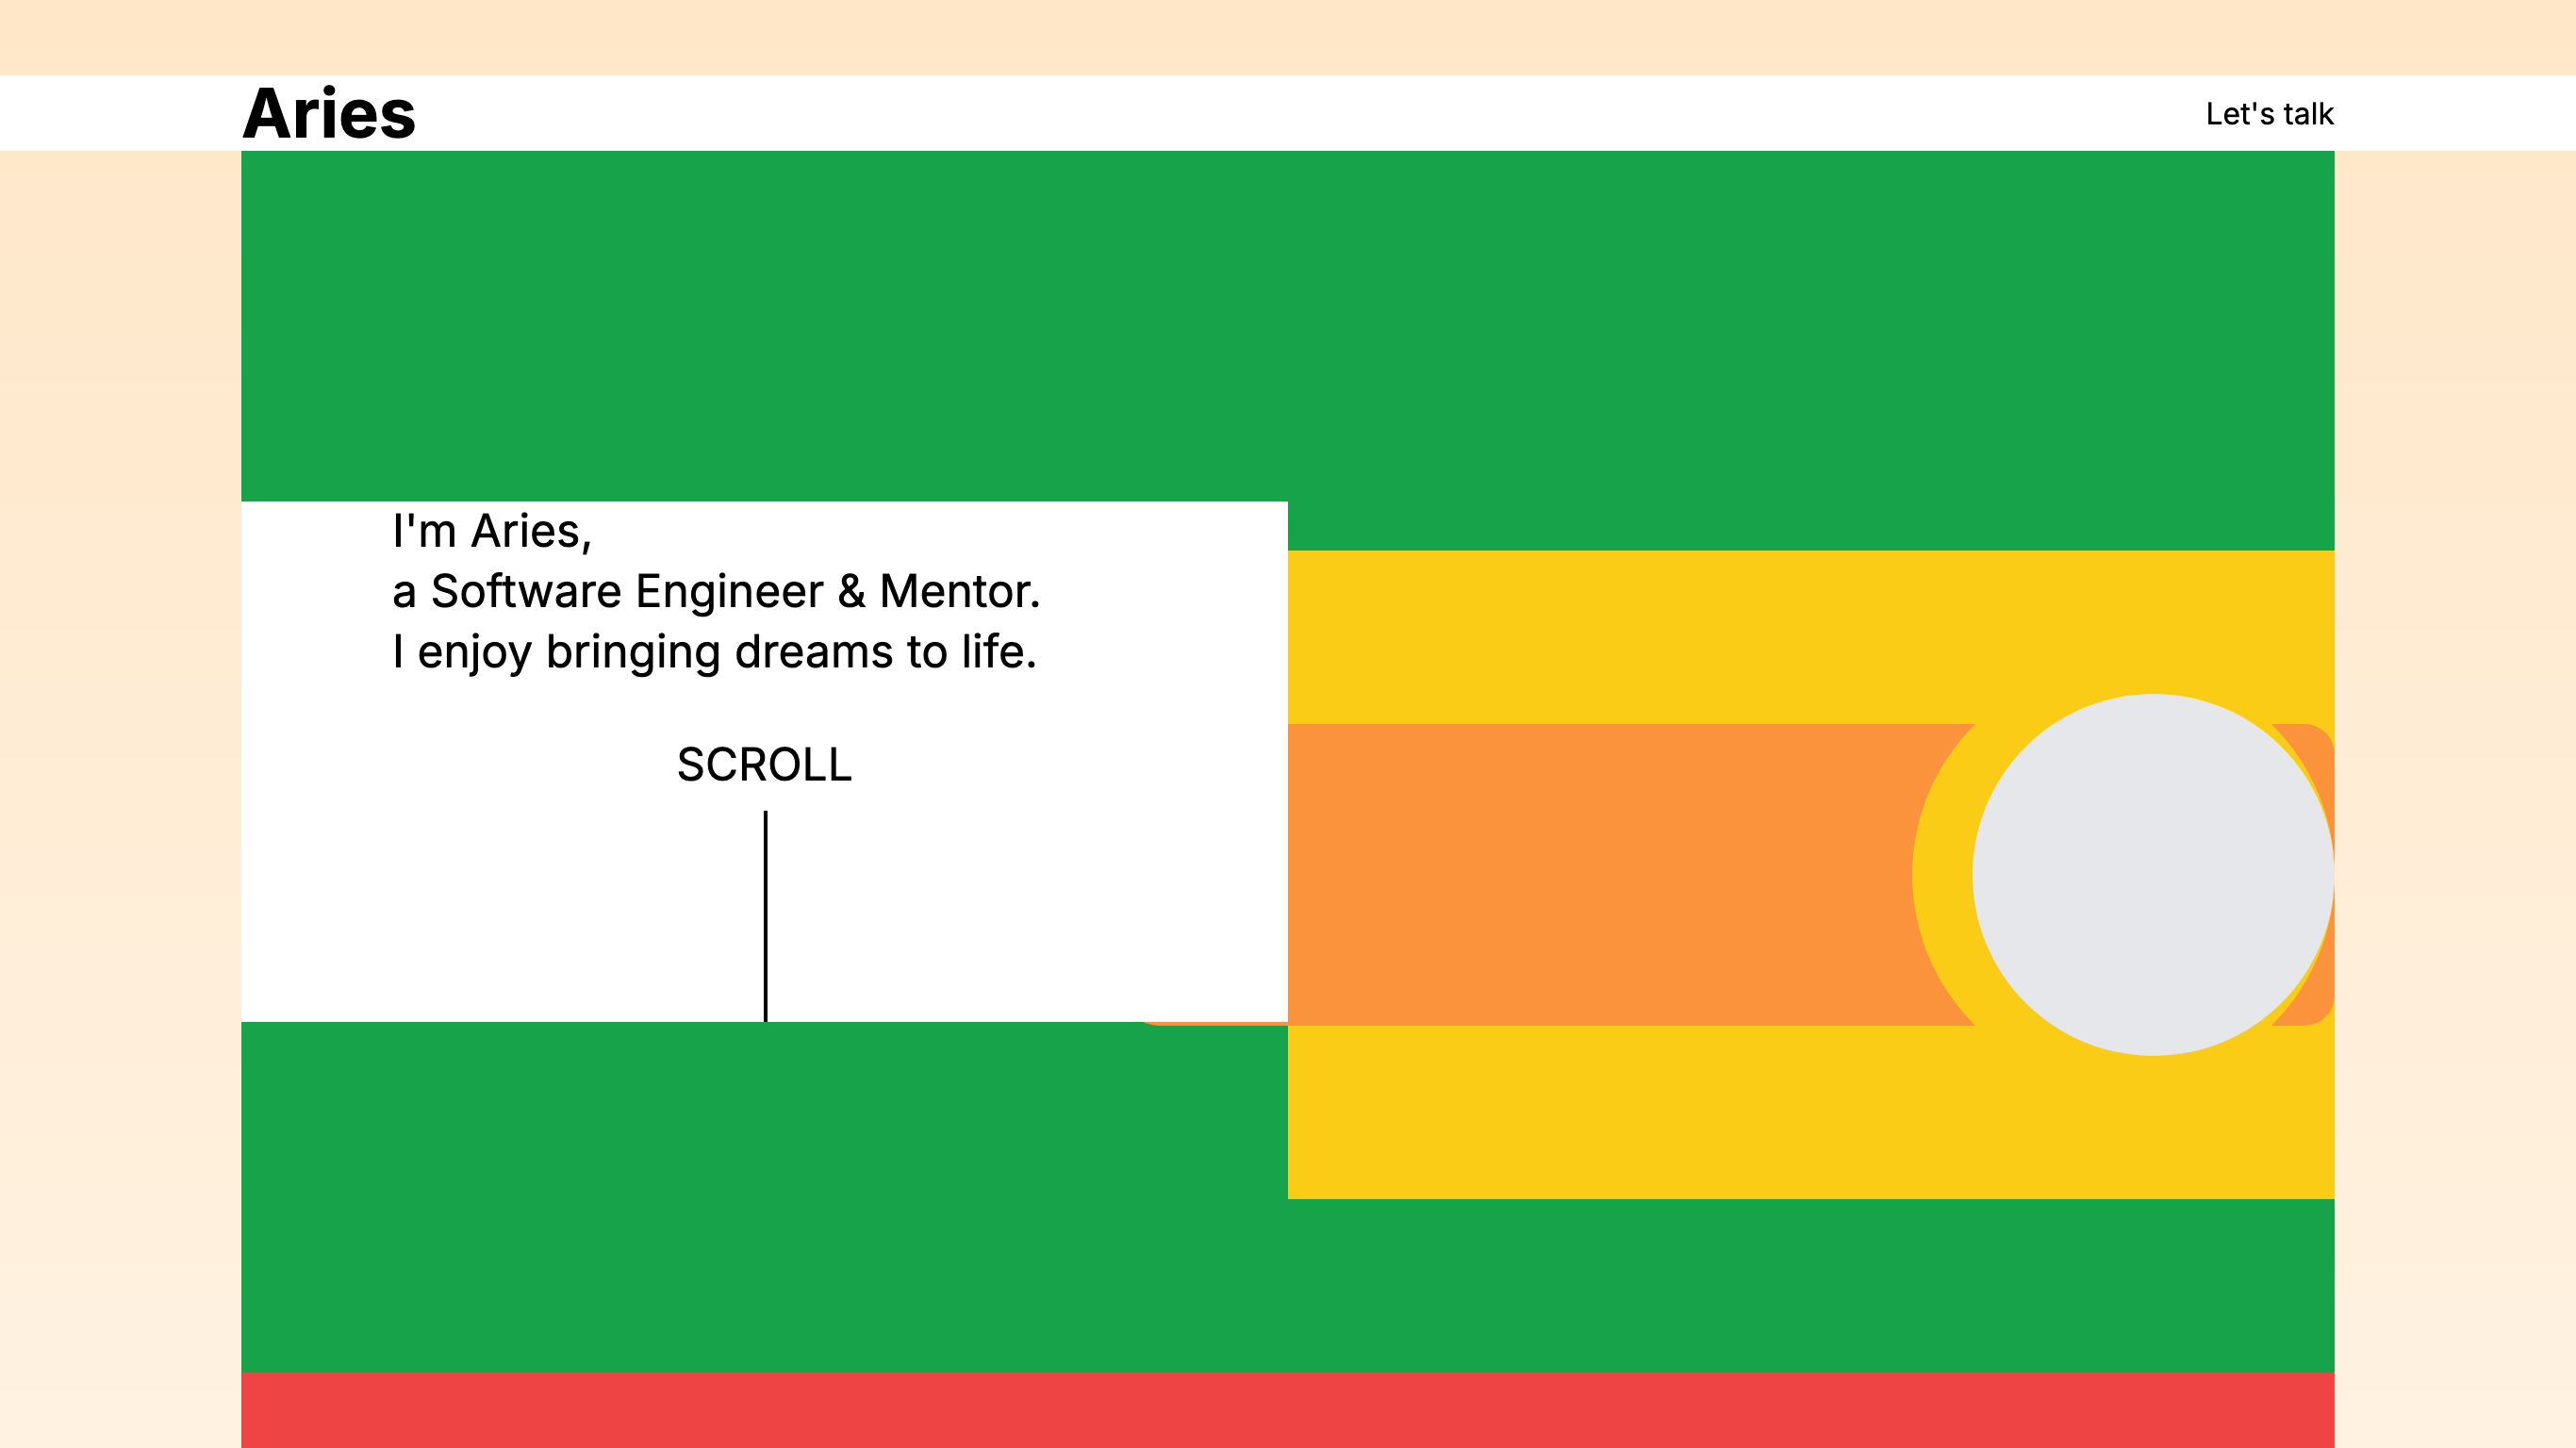 Aries
Let's talk
I'm Aries,
a Software Engineer & Mentor.
I enjoy bringing dreams to life.
SCROLL